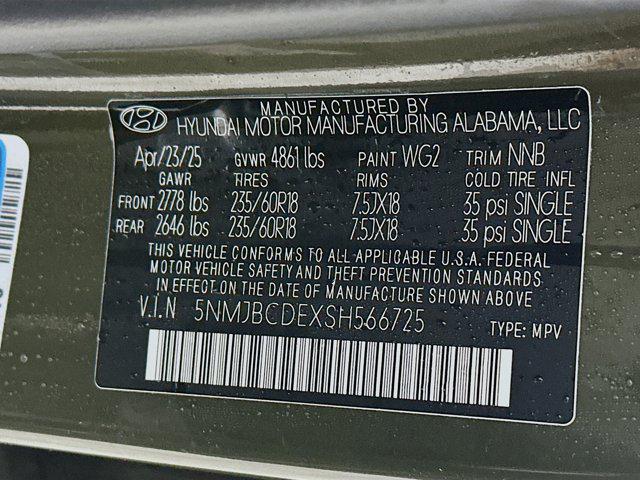 MANUFACTURED BY
HYUNDAI MOTOR MANUFACTURING ALABAMA, LLC
Apr/23/25 GVWR 4861 lbs PAINT WG2 TRIM NNB
GAWR TIRES RIMS COLD TIRE INFL
FRONT 2778 lbs 235/60R18 7.5JX18 35 psi SINGLE
REAR 2646 lbs 235/60R18 7.5JX18 35 psi SINGLE
THIS VEHICLE CONFORMS TO ALL APPLICABLE U.S.A. FEDERAL
MOTOR VEHICLE SAFETY AND THEFT PREVENTION STANDARDS
IN EFFECT ON THE DATE OF MANUFACTURE SHOWN ABOVE
V.I.N 5NMJBCDEXSH566725
TYPE: MPV